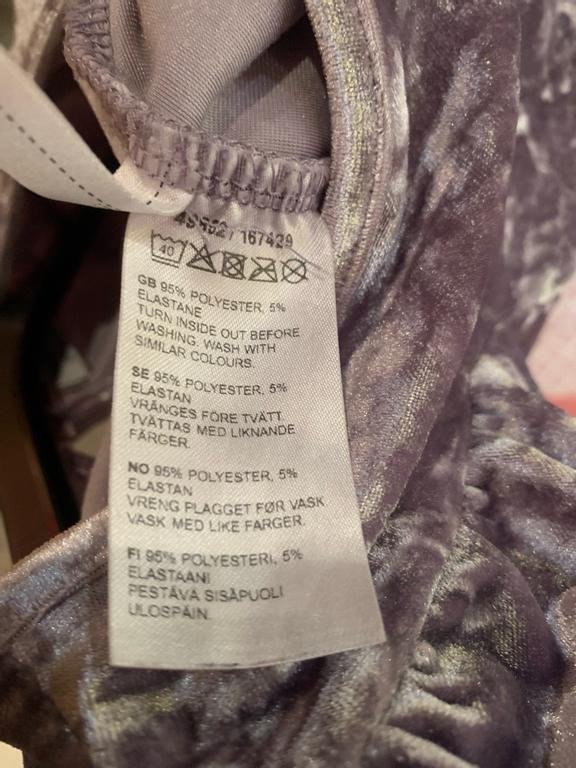 167429
40
GB 95% POLYESTER, 5%
ELASTANE
TURN INSIDE OUT BEFORE
WASHING. WASH WITH
SIMILAR COLOURS.
SE 95% POLYESTER, 5%
ELASTAN
VRÄNGES FÖRE TVÄTT
TVÄTTAS MED LIKNANDE
FÄRGER.
NO 95% POLYESTER, 5%
ELASTAN
VRENG PLAGGET FØR VASK
VASK MED LIKE FARGER.
FI 95% POLYESTERI, 5%
ELASTAANI
PESTÄVÄ SISÄPUOLI
ULOSPÄIN.